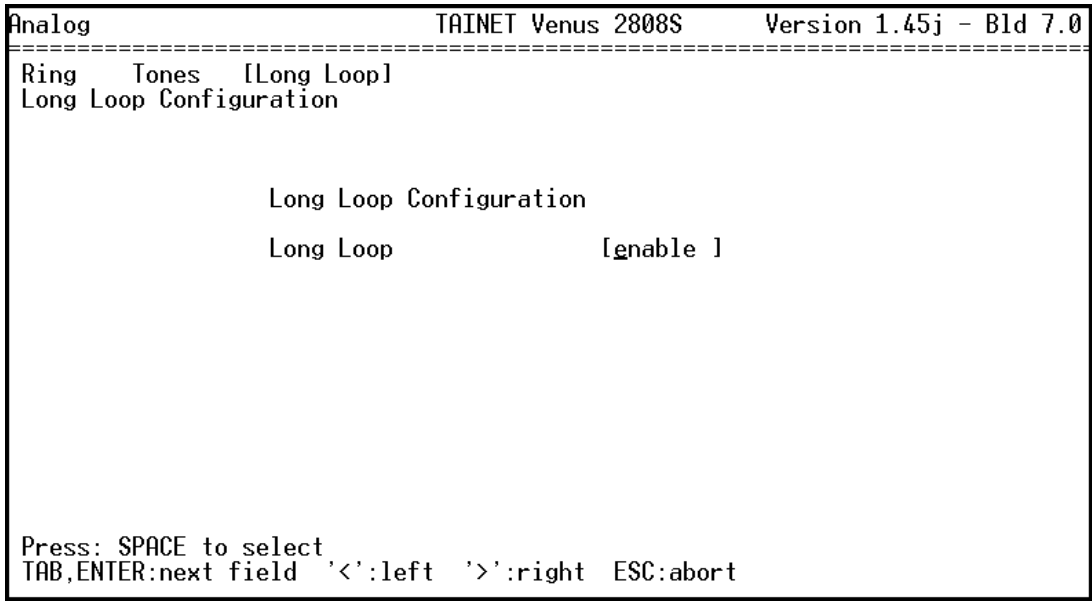 Analog TAINET Venus 2808S Version 1.45j - Bld 7.0
===============================================================================
Ring Tones [Long Loop]
Long Loop Configuration
Long Loop Configuration
Long Loop [enable ]
Press: SPACE to select
TAB,ENTER:next field '<':left '>':right ESC:abort